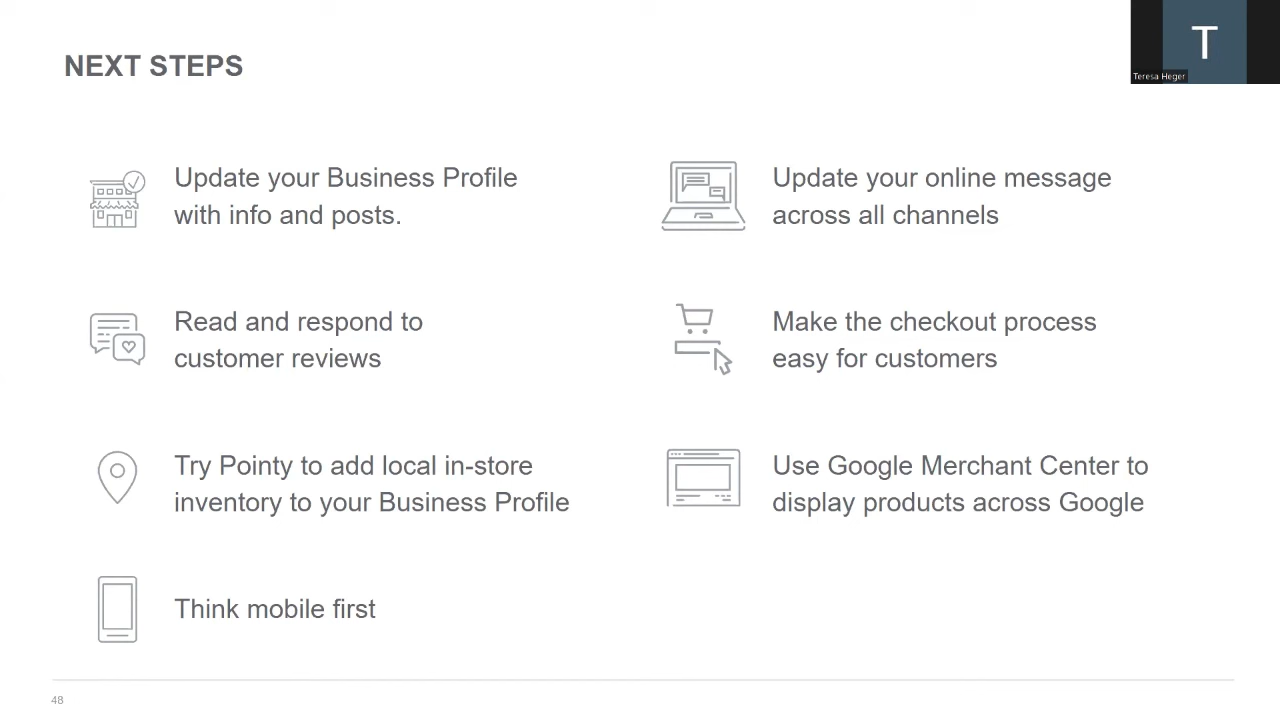 NEXT STEPS
T
Teresa Heger
Update your Business Profile
with info and posts.
Read and respond to
customer reviews
Try Pointy to add local in-store
inventory to your Business Profile
Think mobile first
Update your online message
across all channels
Make the checkout process
easy for customers
Use Google Merchant Center to
display products across Google
48